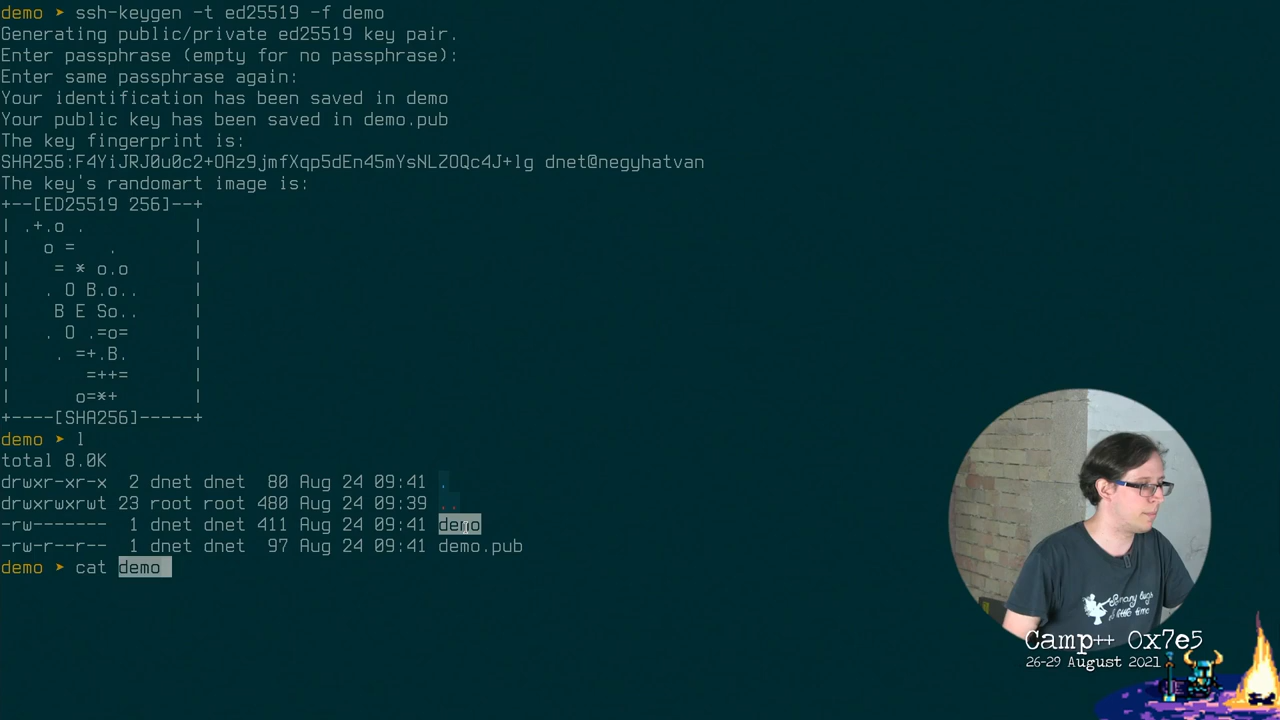 demo ➤ ssh-keygen -t ed25519 -f demo
Generating public/private ed25519 key pair.
Enter passphrase (empty for no passphrase):
Enter same passphrase again:
Your identification has been saved in demo
Your public key has been saved in demo.pub
The key fingerprint is:
SHA256:F4YiJRJ0u0c2+OAz9jmfXqp5dEn45mYsNLZOQc4J+lg dnet@negyhatvan
The key's randomart image is:
+--[ED25519 256]--+
| .+.o .          |
|   o =    .      |
|    = * o.o      |
|   . O B.o..     |
|    B E So..     |
|   . O .=o=      |
|    . =+.B.      |
|       =++=      |
|      o=*+       |
+----[SHA256]-----+
demo ➤ l
total 8.0K
drwxr-xr-x  2 dnet dnet  80 Aug 24 09:41 .
drwxrwxrwt 23 root root 480 Aug 24 09:39 ..
-rw-------  1 dnet dnet 411 Aug 24 09:41 demo
-rw-r--r--  1 dnet dnet  97 Aug 24 09:41 demo.pub
demo ➤ cat demo
Binary bugs
& little time
Camp++ 0x7e5
26-29 August 2021